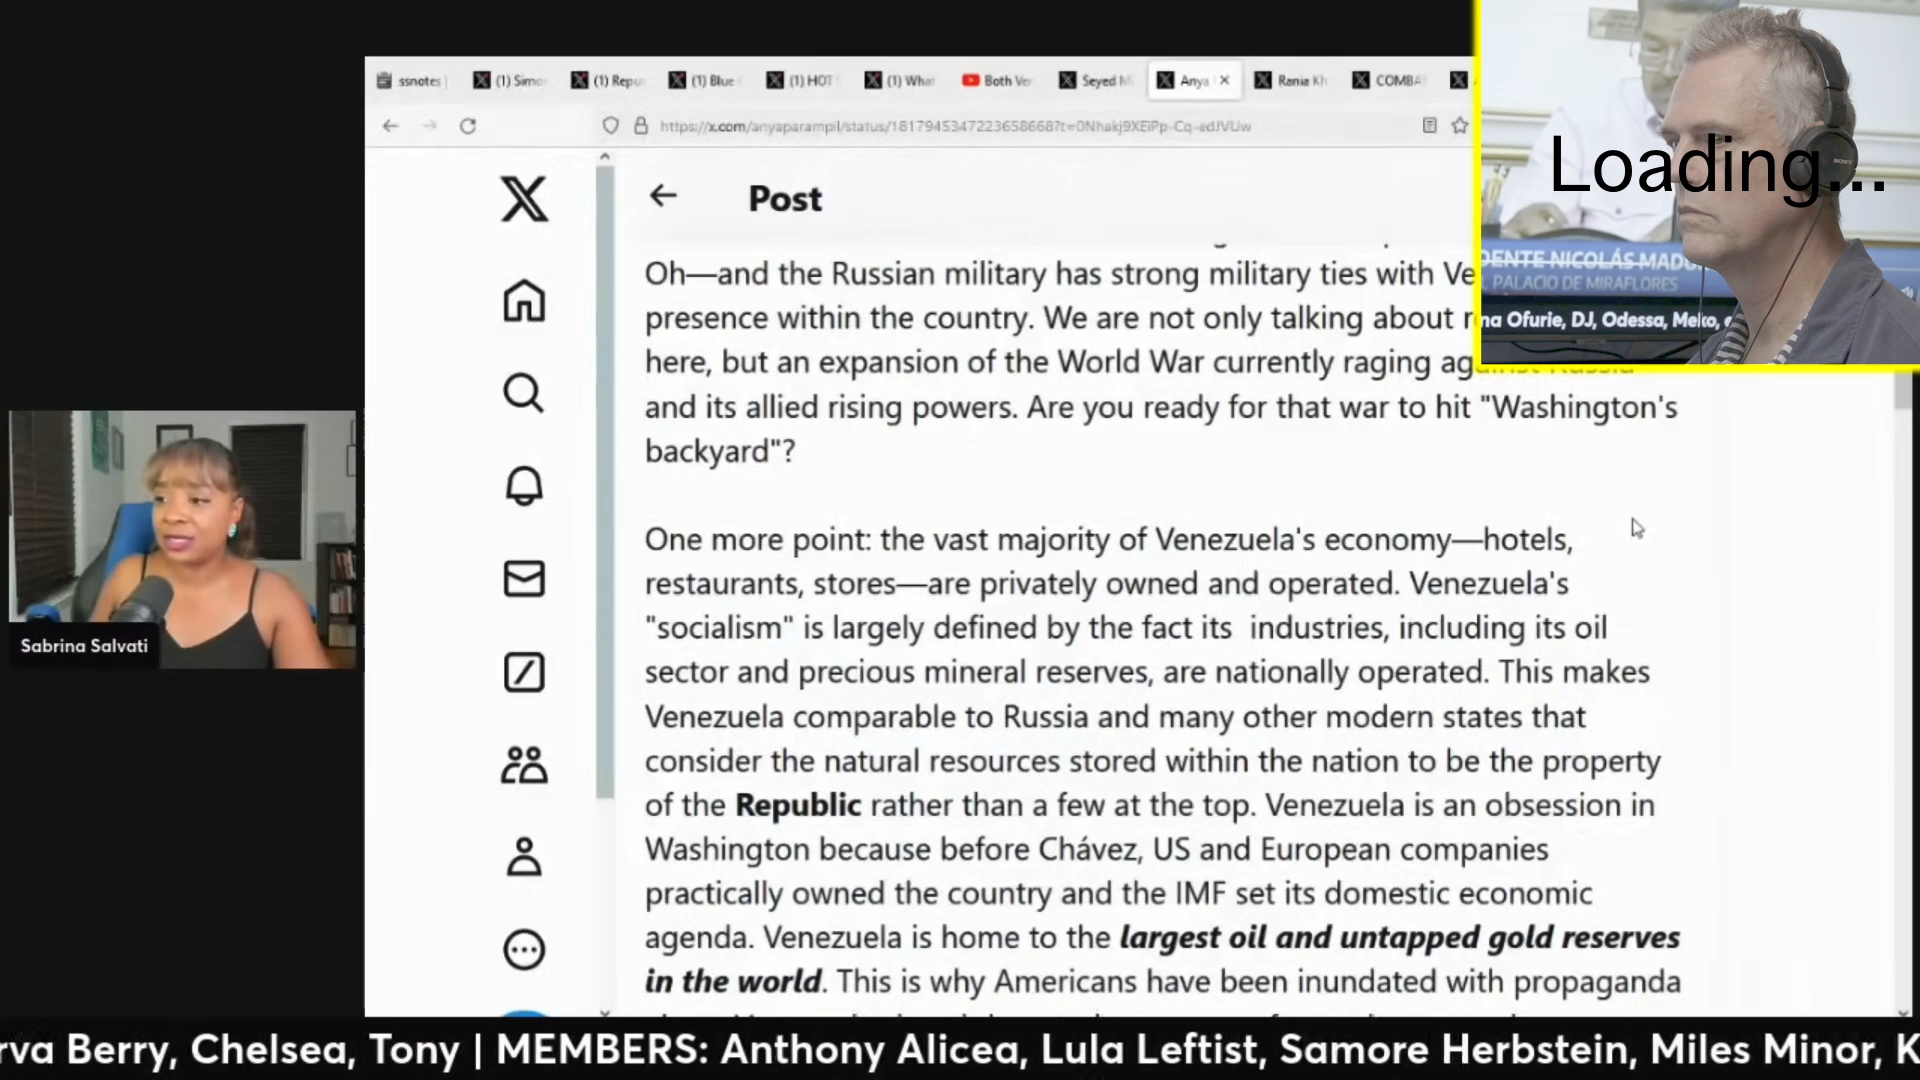 ssnotes
(1) Simo
(1) Repu
(1) Blue
(1) HOT
(1) Wha
Both Ve
Seyed M
Anya
Rania Kh
COMBA
https://x.com/anyaparampil/status/1817945347223658668?t=0Nhakj9XEiPp-Cq-edJVUw
Loading...
SONY
DENTE NICOLÁS MADU
PALACIO DE MIRAFLORES
na Ofurie, DJ, Odessa, Meko,
Post
Oh—and the Russian military has strong military ties with Ve
presence within the country. We are not only talking about r
here, but an expansion of the World War currently raging against Russia
and its allied rising powers. Are you ready for that war to hit "Washington's
backyard"?
One more point: the vast majority of Venezuela's economy—hotels,
restaurants, stores—are privately owned and operated. Venezuela's
"socialism" is largely defined by the fact its industries, including its oil
sector and precious mineral reserves, are nationally operated. This makes
Venezuela comparable to Russia and many other modern states that
consider the natural resources stored within the nation to be the property
of the Republic rather than a few at the top. Venezuela is an obsession in
Washington because before Chávez, US and European companies
practically owned the country and the IMF set its domestic economic
agenda. Venezuela is home to the largest oil and untapped gold reserves
in the world. This is why Americans have been inundated with propaganda
Sabrina Salvati
rva Berry, Chelsea, Tony | MEMBERS: Anthony Alicea, Lula Leftist, Samore Herbstein, Miles Minor, K